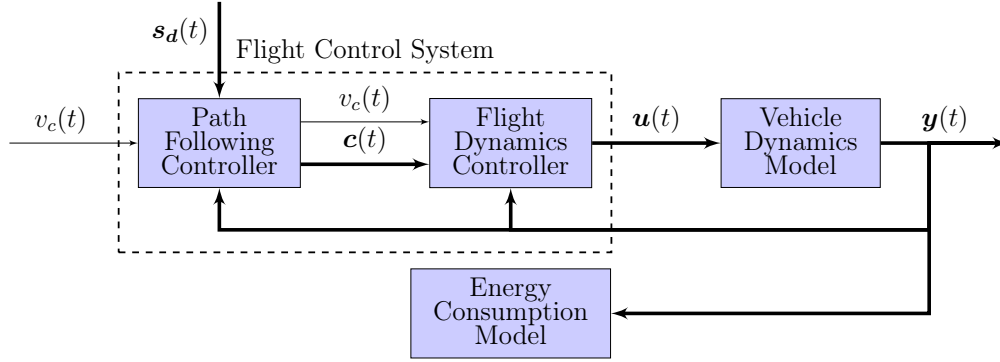 s_d(t)
Flight Control System
v_c(t)
Path
Following
Controller
v_c(t)
c(t)
Flight
Dynamics
Controller
u(t)
Vehicle
Dynamics
Model
y(t)
Energy
Consumption
Model